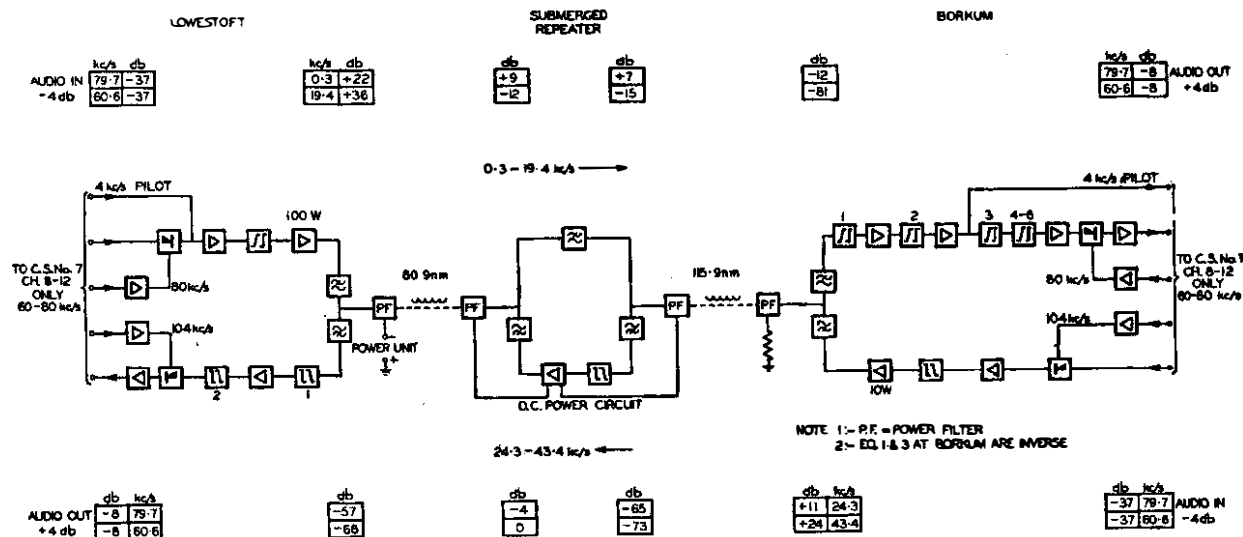 LOWESTOFT
SUBMERGED
REPEATER
BORKUM
kc/s db
AUDIO IN 79·7 -37
-4 db 60·6 -37
kc/s db
0·3 +22
19·4 +36
db
+9
-12
db
+7
-15
db
-12
-81
kc/s db
79·7 -8 AUDIO OUT
60·6 -8 +4db
0·3 - 19·4 kc/s
4 kc/s PILOT
100 W
TO C.S. No. 7
CH. 8-12
ONLY
60-80 kc/s
80kc/s
104kc/s
2
1
PF
POWER UNIT
-
+
80·9nm
PF
D.C. POWER CIRCUIT
PF
115·9nm
PF
1
2
3
4-6
4 kc/s PILOT
80 kc/s
104kc/s
10W
TO C.S. No. 7
CH. 8-12
ONLY
60-80 kc/s
NOTE 1:- P.F. = POWER FILTER
2:- EQ. 1 & 3 AT BORKUM ARE INVERSE
24·3 - 43·4 kc/s
db kc/s
AUDIO OUT -8 79·7
+4 db -8 60·6
db
-57
-68
db
-4
0
db
-65
-73
db kc/s
+11 24·3
+24 43·4
db kc/s
-37 79·7 AUDIO IN
-37 60·6 -4db